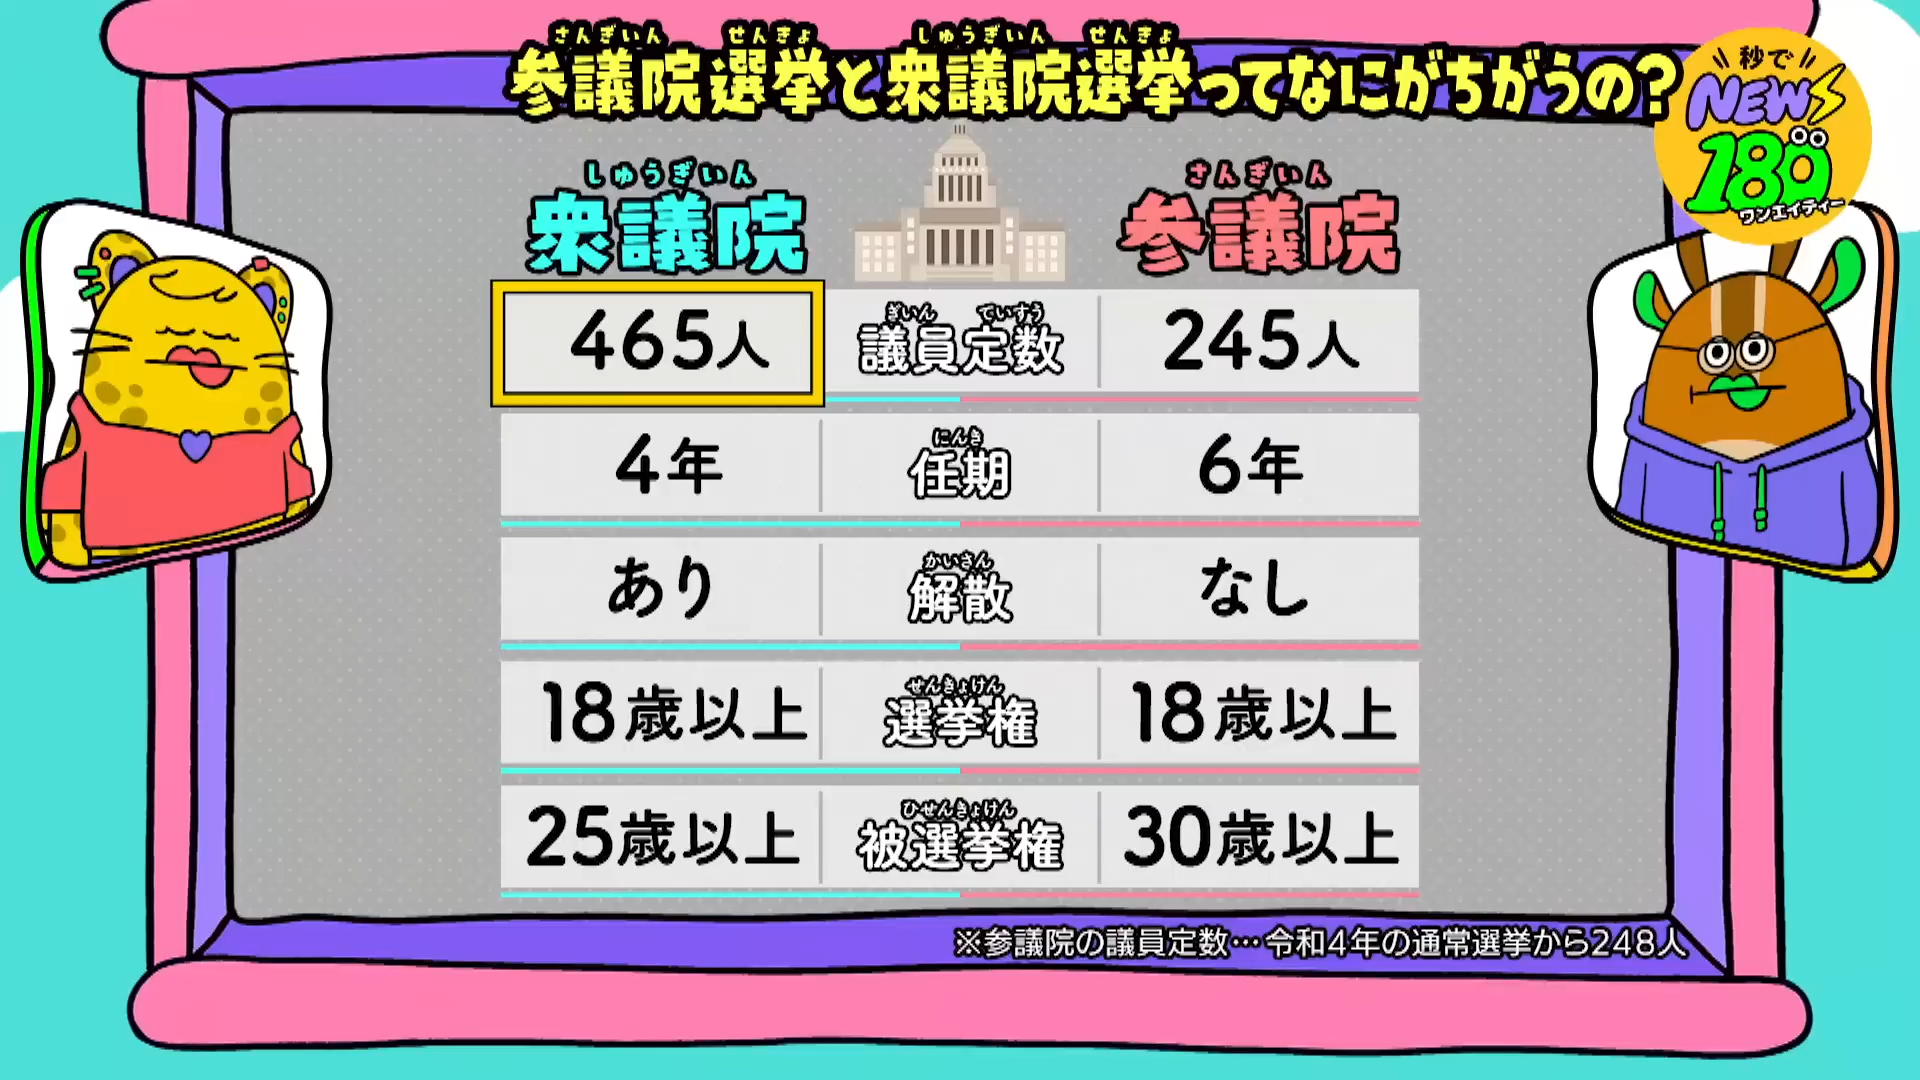 さんぎいん せんきょ しゅうぎいん せんきょ
参議院選挙と衆議院選挙ってなにがちがうの?
秒で
NEWS
180
ワンエイティー
しゅうぎいん さんぎいん
衆議院 参議院
ぎいん ていすう
465人 議員定数 245人
にんき
4年 任期 6年
かいさん
あり 解散 なし
せんきょけん
18歳以上 選挙権 18歳以上
ひせんきょけん
25歳以上 被選挙権 30歳以上
※参議院の議員定数…令和4年の通常選挙から248人